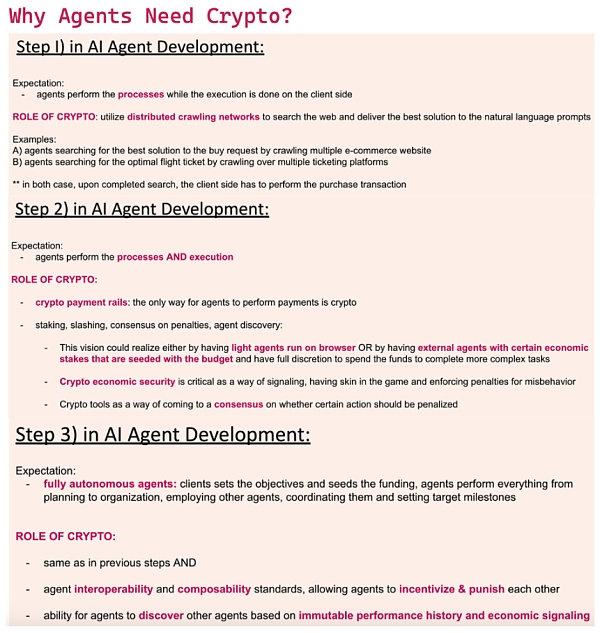 Why Agents Need Crypto?
Step I) in AI Agent Development:
Expectation:
- agents perform the processes while the execution is done on the client side
ROLE OF CRYPTO: utilize distributed crawling networks to search the web and deliver the best solution to the natural language prompts
Examples:
A) agents searching for the best solution to the buy request by crawling multiple e-commerce website
B) agents searching for the optimal flight ticket by crawling over multiple ticketing platforms
** in both case, upon completed search, the client side has to perform the purchase transaction
Step 2) in AI Agent Development:
Expectation:
- agents perform the processes AND execution
ROLE OF CRYPTO:
- crypto payment rails: the only way for agents to perform payments is crypto
- staking, slashing, consensus on penalties, agent discovery:
- This vision could realize either by having light agents run on browser OR by having external agents with certain economic
stakes that are seeded with the budget and have full discretion to spend the funds to complete more complex tasks
- Crypto economic security is critical as a way of signaling, having skin in the game and enforcing penalties for misbehavior
- Crypto tools as a way of coming to a consensus on whether certain action should be penalized
Step 3) in AI Agent Development:
Expectation:
- fully autonomous agents: clients sets the objectives and seeds the funding, agents perform everything from
planning to organization, employing other agents, coordinating them and setting target milestones
ROLE OF CRYPTO:
- same as in previous steps AND
- agent interoperability and composability standards, allowing agents to incentivize & punish each other
- ability for agents to discover other agents based on immutable performance history and economic signaling